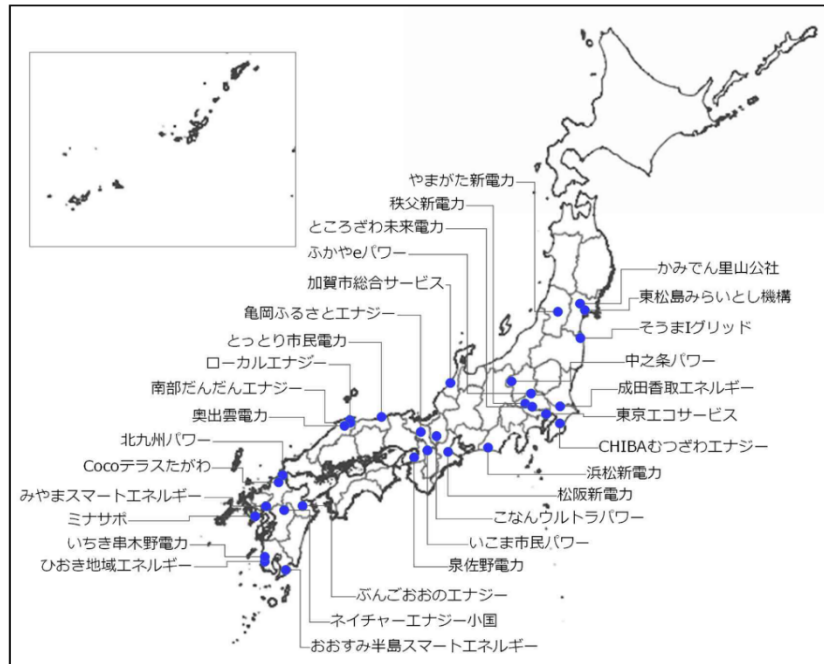 やまがた新電力
秩父新電力
ところざわ未来電力
ふかやeパワー
加賀市総合サービス
亀岡ふるさとエナジー
とっとり市民電力
ローカルエナジー
南部だんだんエナジー
奥出雲電力
北九州パワー
Cocoテラスたがわ
みやまスマートエネルギー
ミナサポ
いちき串木野電力
ひおき地域エネルギー
かみでん里山公社
東松島みらいとし機構
そうまIグリッド
中之条パワー
成田香取エネルギー
東京エコサービス
CHIBAむつざわエナジー
浜松新電力
松阪新電力
こなんウルトラパワー
いこま市民パワー
泉佐野電力
ぶんごおおのエナジー
ネイチャーエナジー小国
おおすみ半島スマートエネルギー